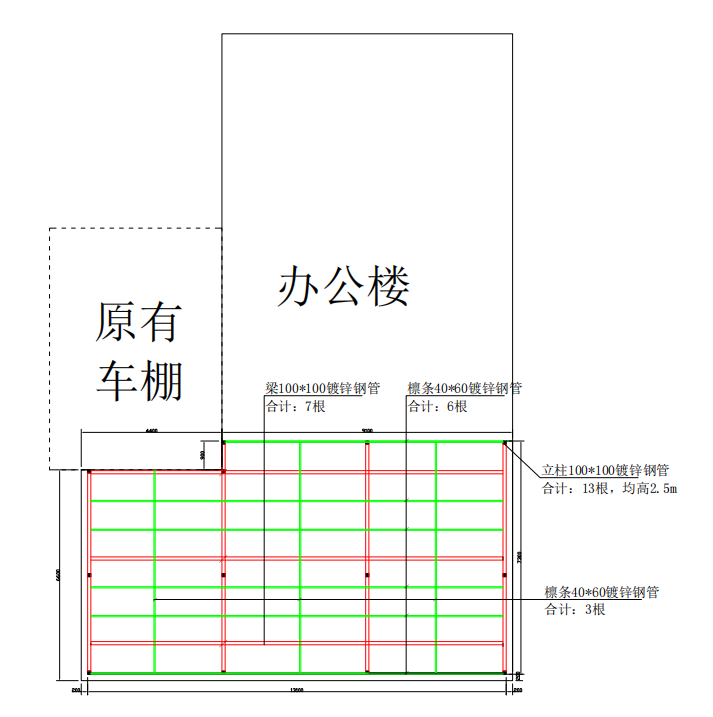 办公楼
原有
车棚
梁100*100镀锌钢管
合计：7根
檩条40*60镀锌钢管
合计：6根
立柱100*100镀锌钢管
合计：13根，均高2.5m
檩条40*60镀锌钢管
合计：3根